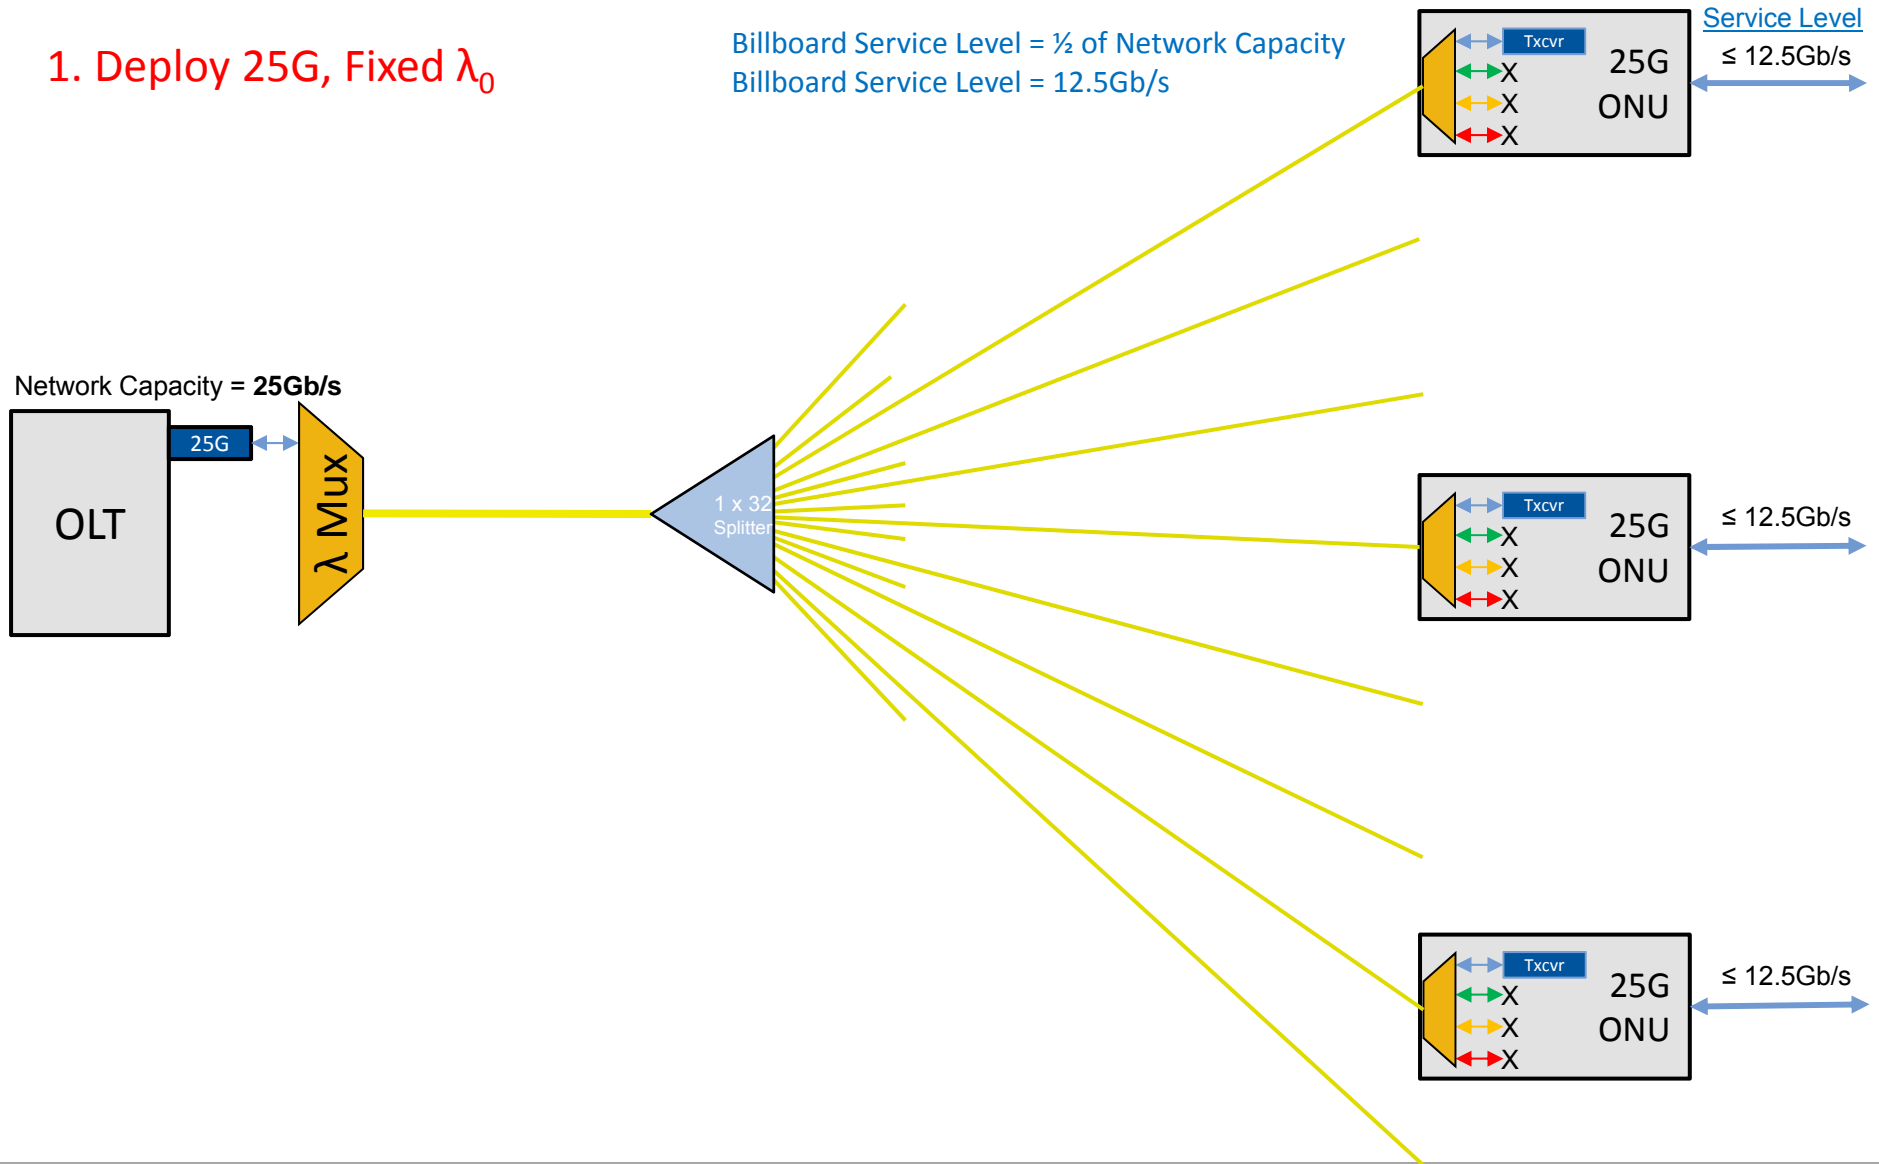 1. Deploy 25G, Fixed λ0
Billboard Service Level = ½ of Network Capacity
Billboard Service Level = 12.5Gb/s
Service Level
Txcvr
X
X
X
25G
ONU
≤ 12.5Gb/s
Network Capacity = 25Gb/s
OLT
25G
λ Mux
1 x 32
Splitter
Txcvr
X
X
X
25G
ONU
≤ 12.5Gb/s
Txcvr
X
X
X
25G
ONU
≤ 12.5Gb/s